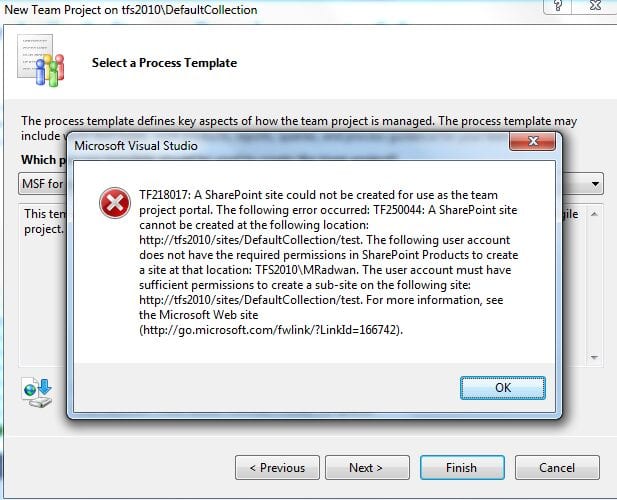 New Team Project on tfs2010\DefaultCollection
Select a Process Template
The process template defines key aspects of how the team project is managed. The process template may
include
Microsoft Visual Studio
Which
MSF for
This tem
project.
TF218017: A SharePoint site could not be created for use as the team
project portal. The following error occurred: TF250044: A SharePoint site
cannot be created at the following location:
http://tfs2010/sites/DefaultCollection/test. The following user account
does not have the required permissions in SharePoint Products to create
a site at that location: TFS2010\MRadwan. The user account must have
sufficient permissions to create a sub-site on the following site:
http://tfs2010/sites/DefaultCollection/test. For more information, see
the Microsoft Web site
(http://go.microsoft.com/fwlink/?LinkId=166742).
gile
OK
< Previous
Next >
Finish
Cancel